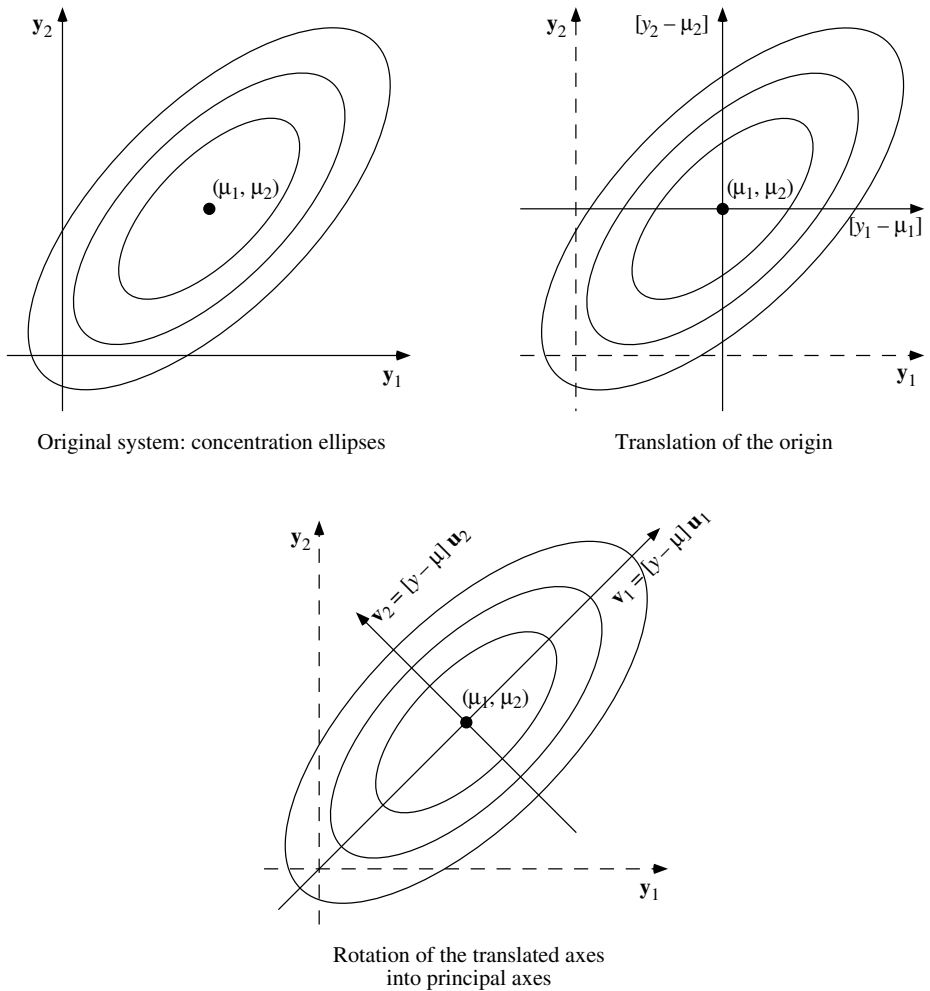 y₂
(μ₁, μ₂)
y₁
Original system: concentration ellipses
y₂
[y₂ – μ₂]
(μ₁, μ₂)
[y₁ – μ₁]
y₁
Translation of the origin
y₂
v₂ = [y – μ] u₂
v₁ = [y – μ] u₁
(μ₁, μ₂)
y₁
Rotation of the translated axes
into principal axes